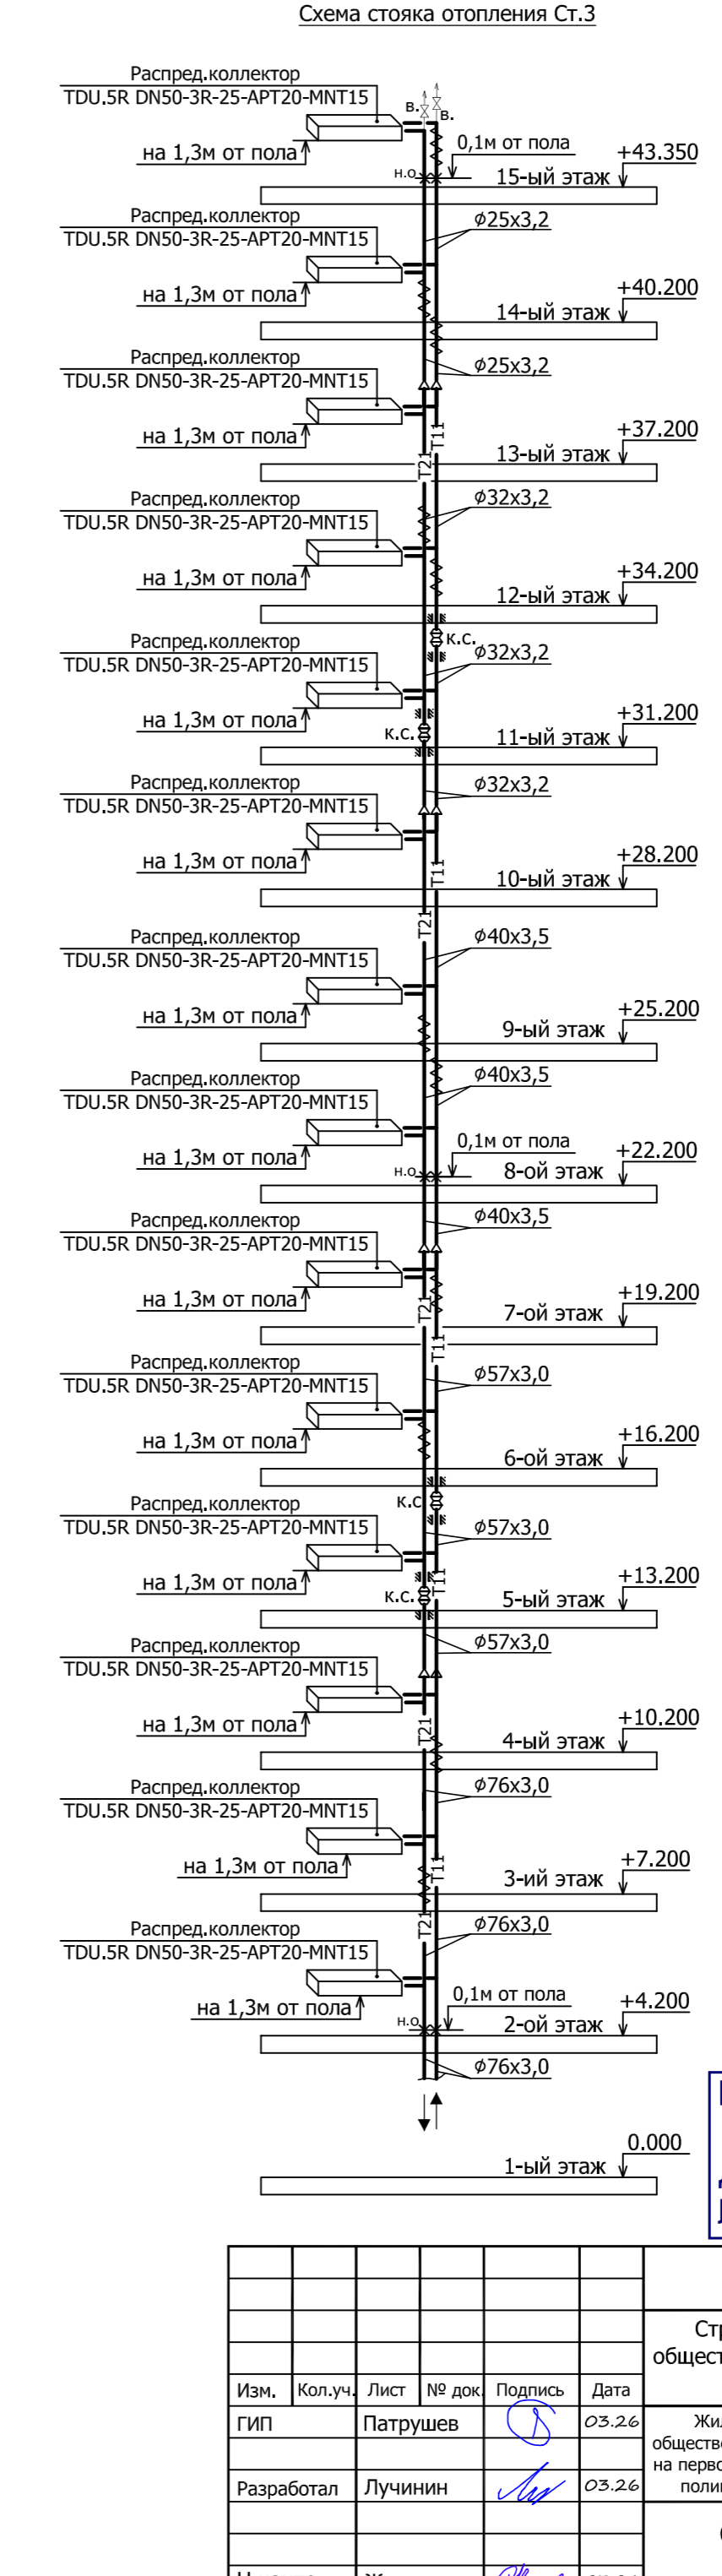 Схема стояка отопления Ст.3
Распред.коллектор
TDU.5R DN50-3R-25-APT20-MNT15
в.
в.
на 1,3м от пола
0,1м от пола
+43.350
н.о
15-ый этаж
Распред.коллектор
TDU.5R DN50-3R-25-APT20-MNT15
ϕ25х3,2
на 1,3м от пола
+40.200
14-ый этаж
Распред.коллектор
TDU.5R DN50-3R-25-APT20-MNT15
ϕ25х3,2
на 1,3м от пола
T11
+37.200
T21
13-ый этаж
Распред.коллектор
TDU.5R DN50-3R-25-APT20-MNT15
ϕ32х3,2
на 1,3м от пола
+34.200
12-ый этаж
к.с.
Распред.коллектор
TDU.5R DN50-3R-25-APT20-MNT15
ϕ32х3,2
на 1,3м от пола
+31.200
к.с.
11-ый этаж
Распред.коллектор
TDU.5R DN50-3R-25-APT20-MNT15
ϕ32х3,2
на 1,3м от пола
+28.200
T11
10-ый этаж
T21
Распред.коллектор
TDU.5R DN50-3R-25-APT20-MNT15
ϕ40х3,5
на 1,3м от пола
+25.200
9-ый этаж
Распред.коллектор
TDU.5R DN50-3R-25-APT20-MNT15
ϕ40х3,5
на 1,3м от пола
0,1м от пола
+22.200
н.о
8-ой этаж
Распред.коллектор
TDU.5R DN50-3R-25-APT20-MNT15
ϕ40х3,5
на 1,3м от пола
T21
+19.200
7-ой этаж
T11
Распред.коллектор
TDU.5R DN50-3R-25-APT20-MNT15
ϕ57х3,0
на 1,3м от пола
+16.200
6-ой этаж
к.с
Распред.коллектор
TDU.5R DN50-3R-25-APT20-MNT15
ϕ57х3,0
на 1,3м от пола
T11
+13.200
к.с.
5-ый этаж
Распред.коллектор
TDU.5R DN50-3R-25-APT20-MNT15
ϕ57х3,0
на 1,3м от пола
T21
+10.200
4-ый этаж
Распред.коллектор
TDU.5R DN50-3R-25-APT20-MNT15
ϕ76х3,0
на 1,3м от пола
T11
+7.200
3-ий этаж
T21
Распред.коллектор
TDU.5R DN50-3R-25-APT20-MNT15
ϕ76х3,0
на 1,3м от пола
0,1м от пола
+4.200
н.о
2-ой этаж
ϕ76х3,0
0.000
1-ый этаж
Изм. Кол.уч. Лист № док. Подпись Дата
ГИП Патрушев 03.26
Разработал Лучинин 03.26
на перво